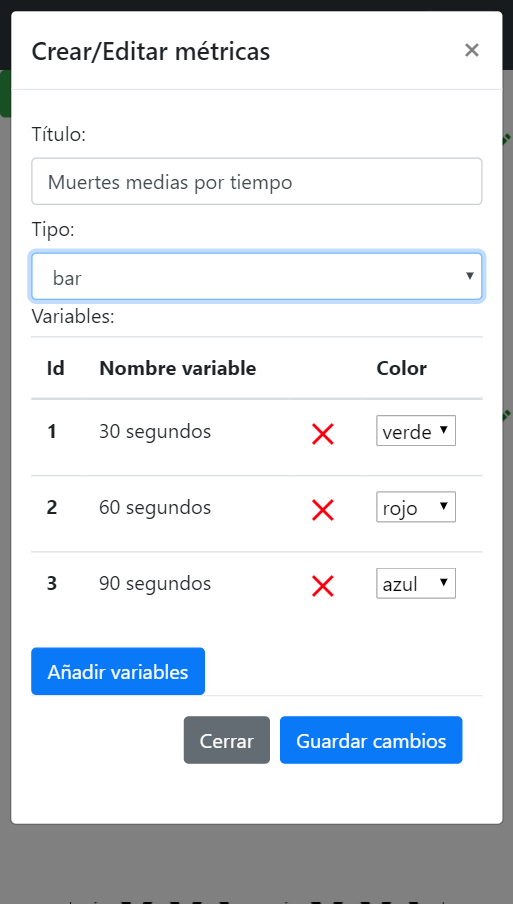 Crear/Editar métricas ×
Título:
Muertes medias por tiempo
Tipo:
bar
Variables:
Id Nombre variable Color
1 30 segundos verde
2 60 segundos rojo
3 90 segundos azul
Añadir variables
Cerrar Guardar cambios